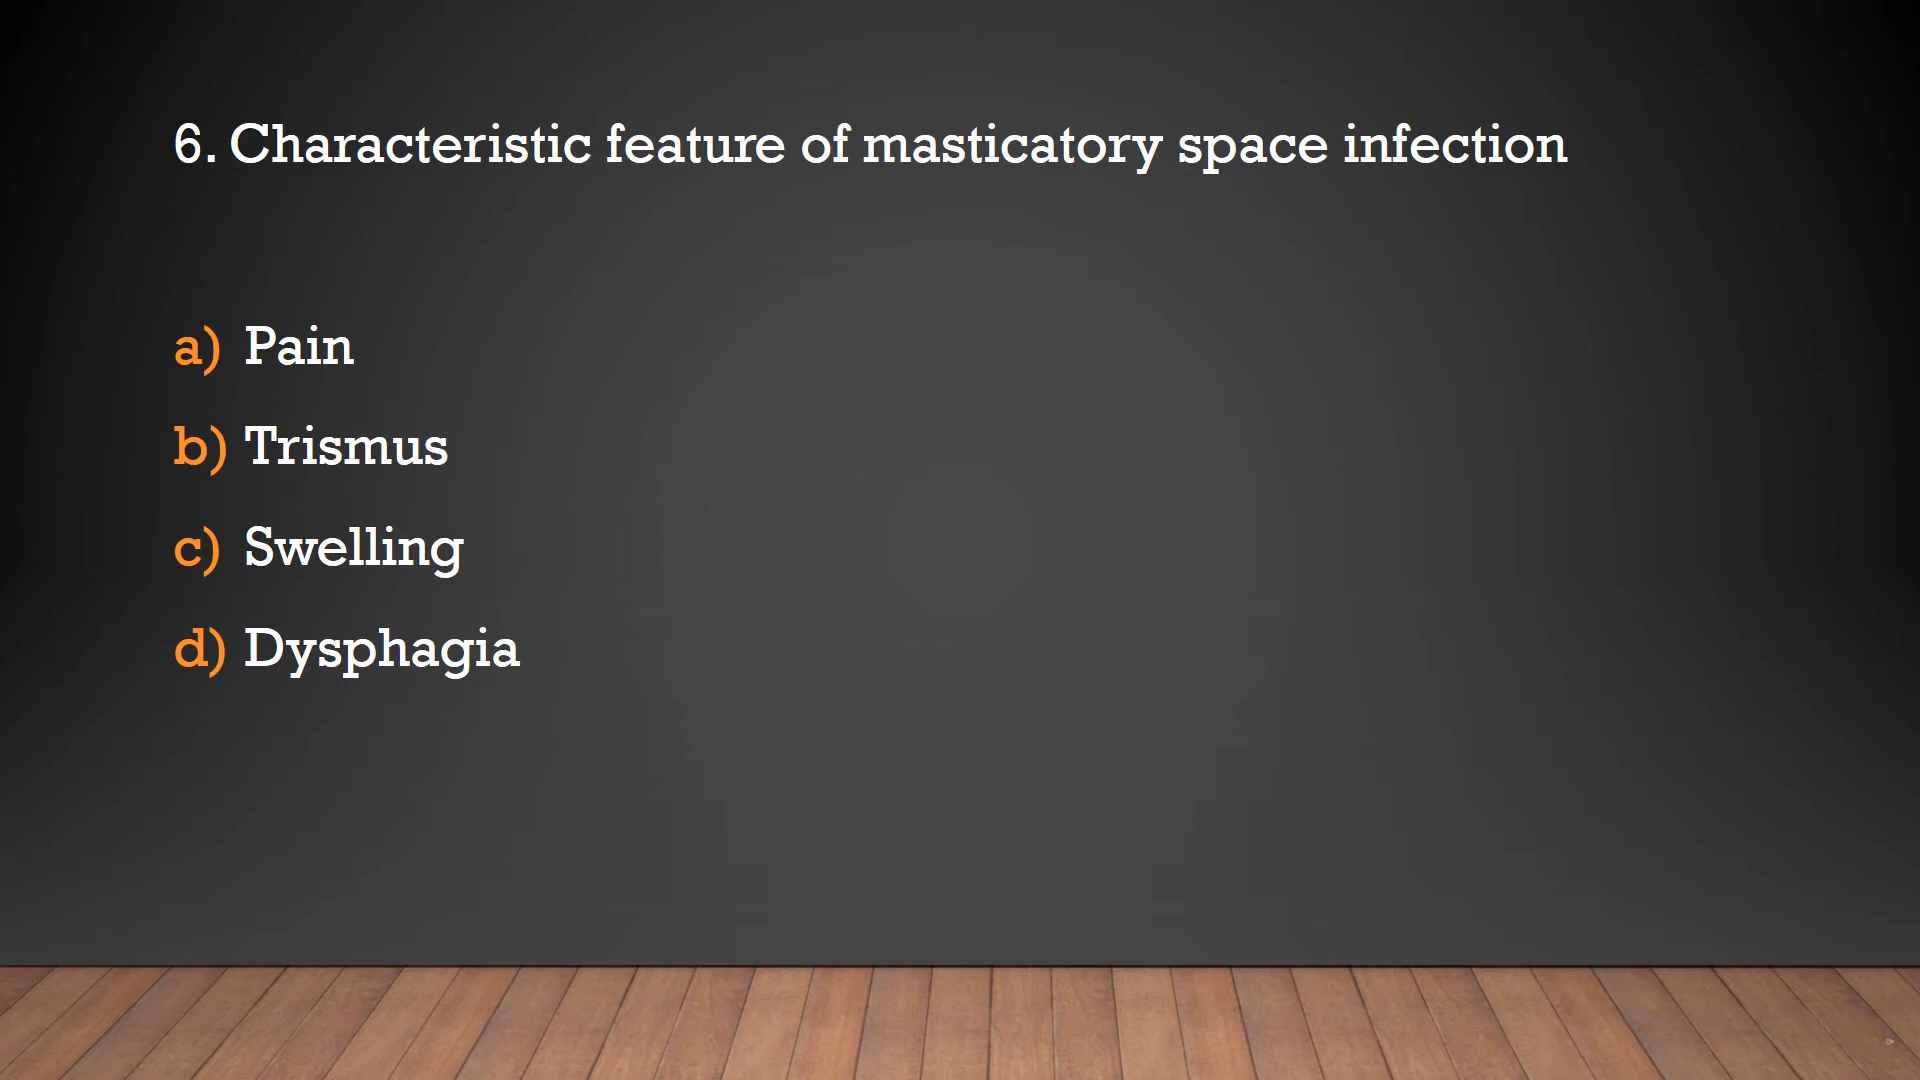 6. Characteristic feature of masticatory space infection
a) Pain
b) Trismus
c) Swelling
d) Dysphagia